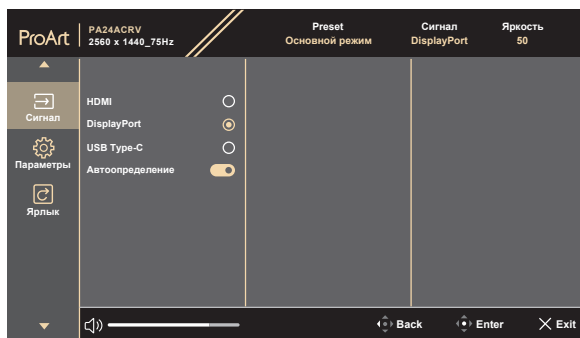 ProArt
PA24ACRV
2560 x 1440_75Hz
Preset
Основной режим
Сигнал
DisplayPort
Яркость
50
Сигнал
Параметры
Ярлык
HDMI
DisplayPort
USB Type-C
Автоопределение
Back
Enter
Exit